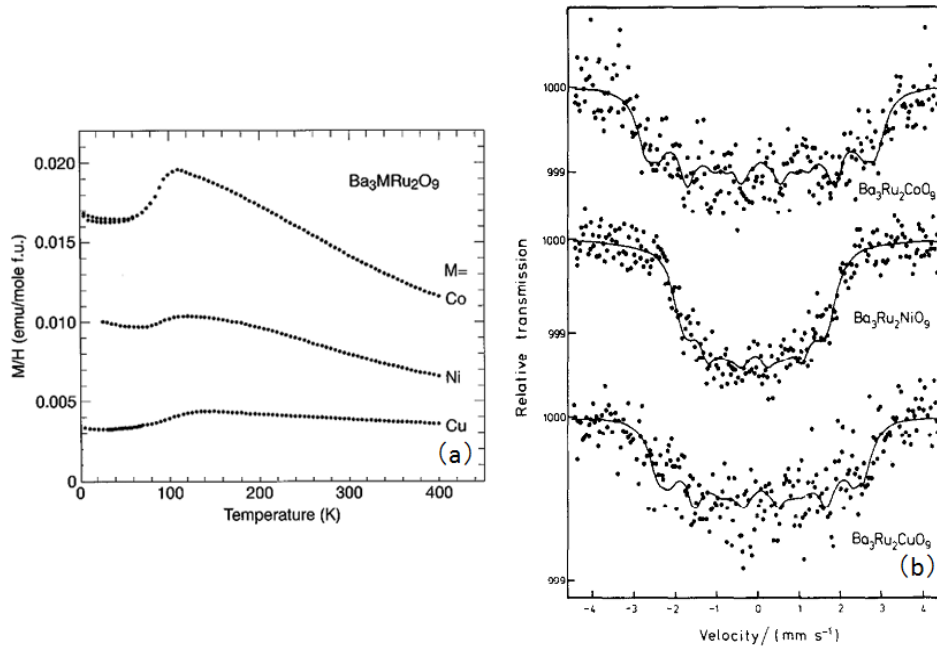 Ba3MRu2O9
M=
Co
Ni
Cu
(a)
0.020
0.015
0.010
0.005
0
0 100 200 300 400
Temperature (K)
M/H (emu/mole f.u.)
1000
999
Ba3Ru2CoO9
1000
999
Ba3Ru2NiO9
1000
999
Ba3Ru2CuO9
(b)
-4 -3 -2 -1 0 1 2 3 4
Velocity/(mm s⁻¹)
Relative transmission